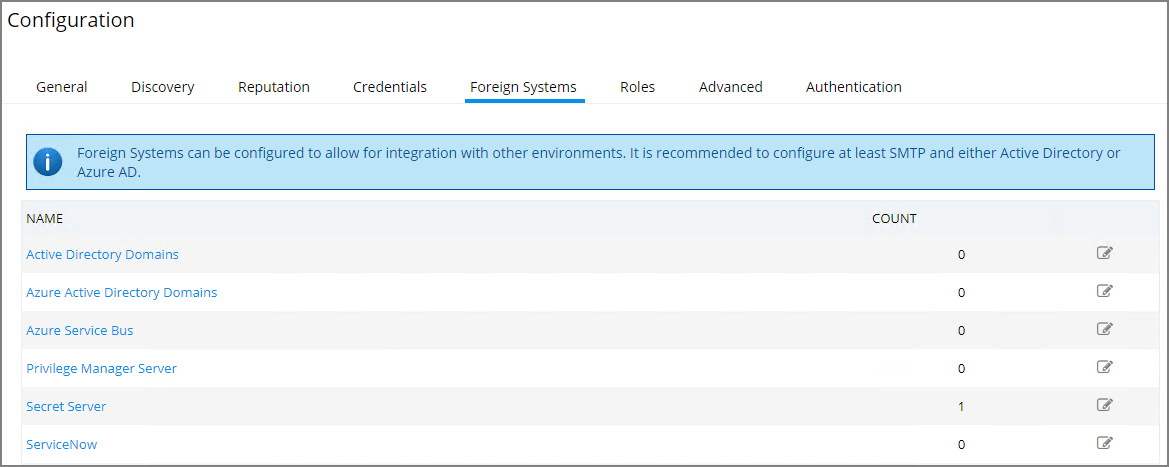 Configuration
General Discovery Reputation Credentials Foreign Systems Roles Advanced Authentication
Foreign Systems can be configured to allow for integration with other environments. It is recommended to configure at least SMTP and either Active Directory or
Azure AD.
NAME COUNT
Active Directory Domains 0
Azure Active Directory Domains 0
Azure Service Bus 0
Privilege Manager Server 0
Secret Server 1
ServiceNow 0